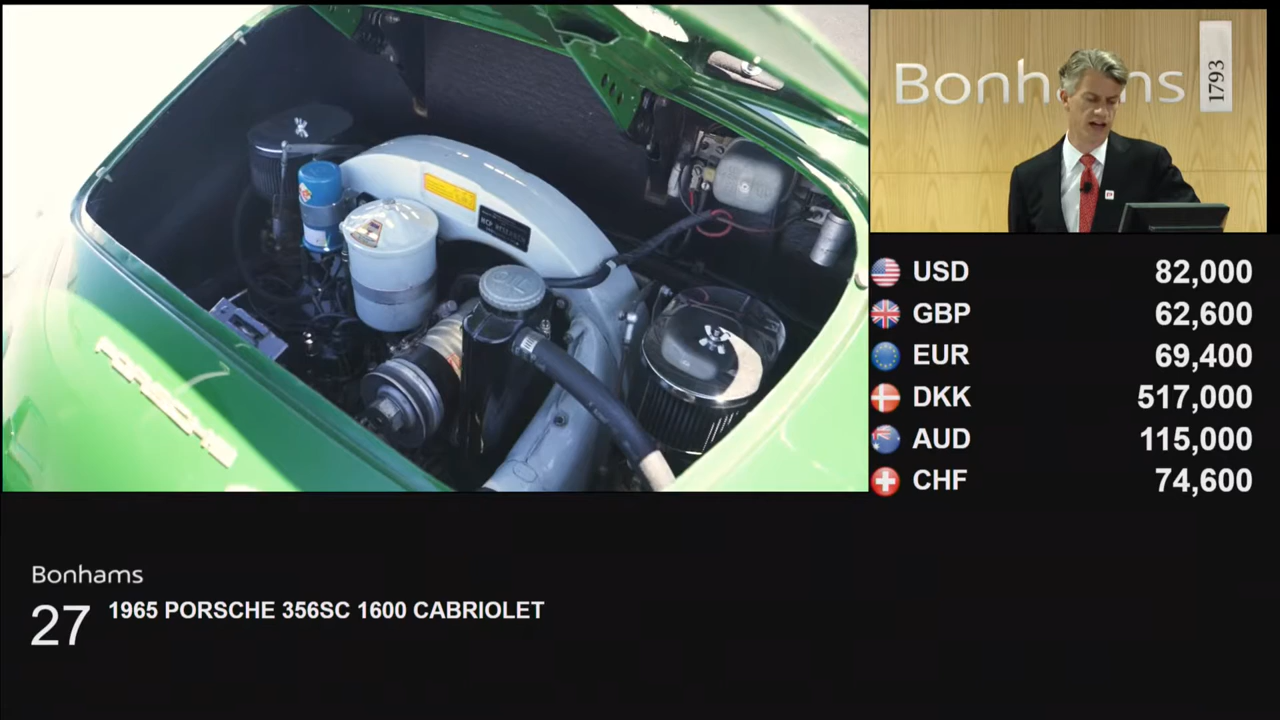 Bonhams
1793
OIL
USD 82,000
GBP 62,600
EUR 69,400
DKK 517,000
AUD 115,000
CHF 74,600
Bonhams
27 1965 PORSCHE 356SC 1600 CABRIOLET